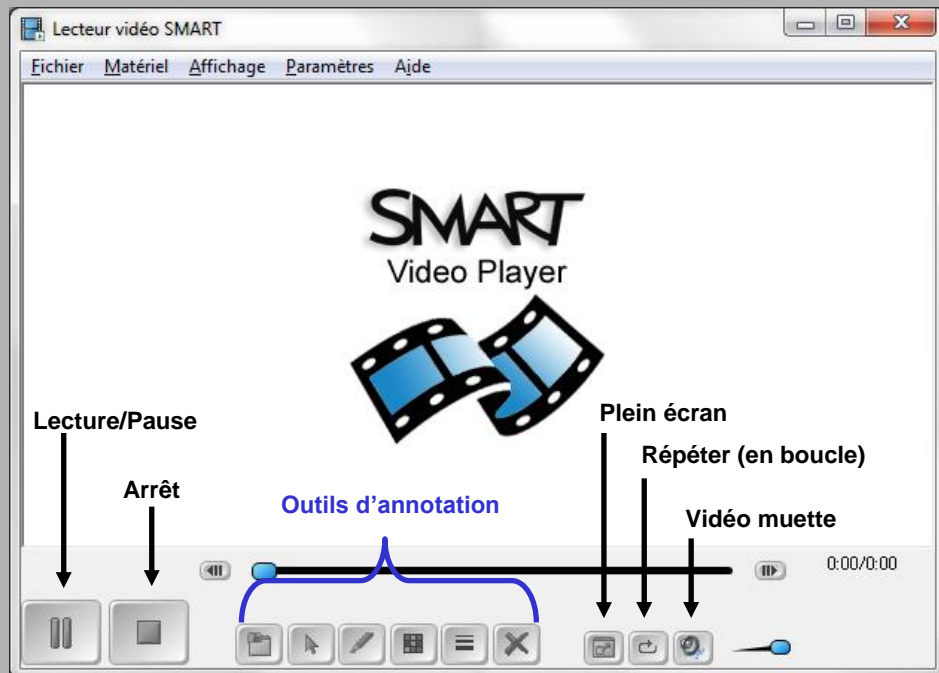 Lecteur vidéo SMART
Fichier Matériel Affichage Paramètres Aide
SMART
Video Player
Lecture/Pause
Plein écran
Répéter (en boucle)
Arrêt
Outils d’annotation
Vidéo muette
0:00/0:00